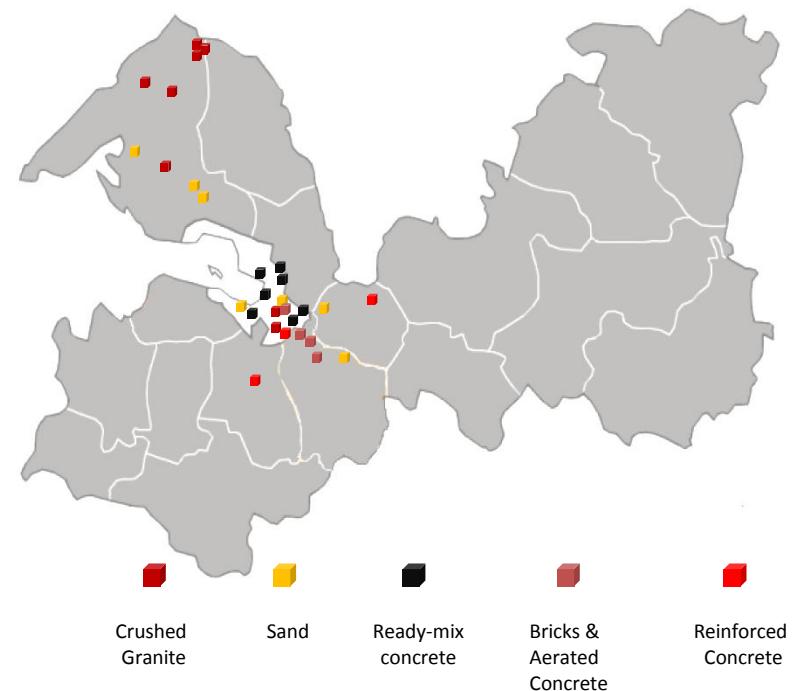 Crushed
Granite
Sand
Ready-mix
concrete
Bricks &
Aerated
Concrete
Reinforced
Concrete